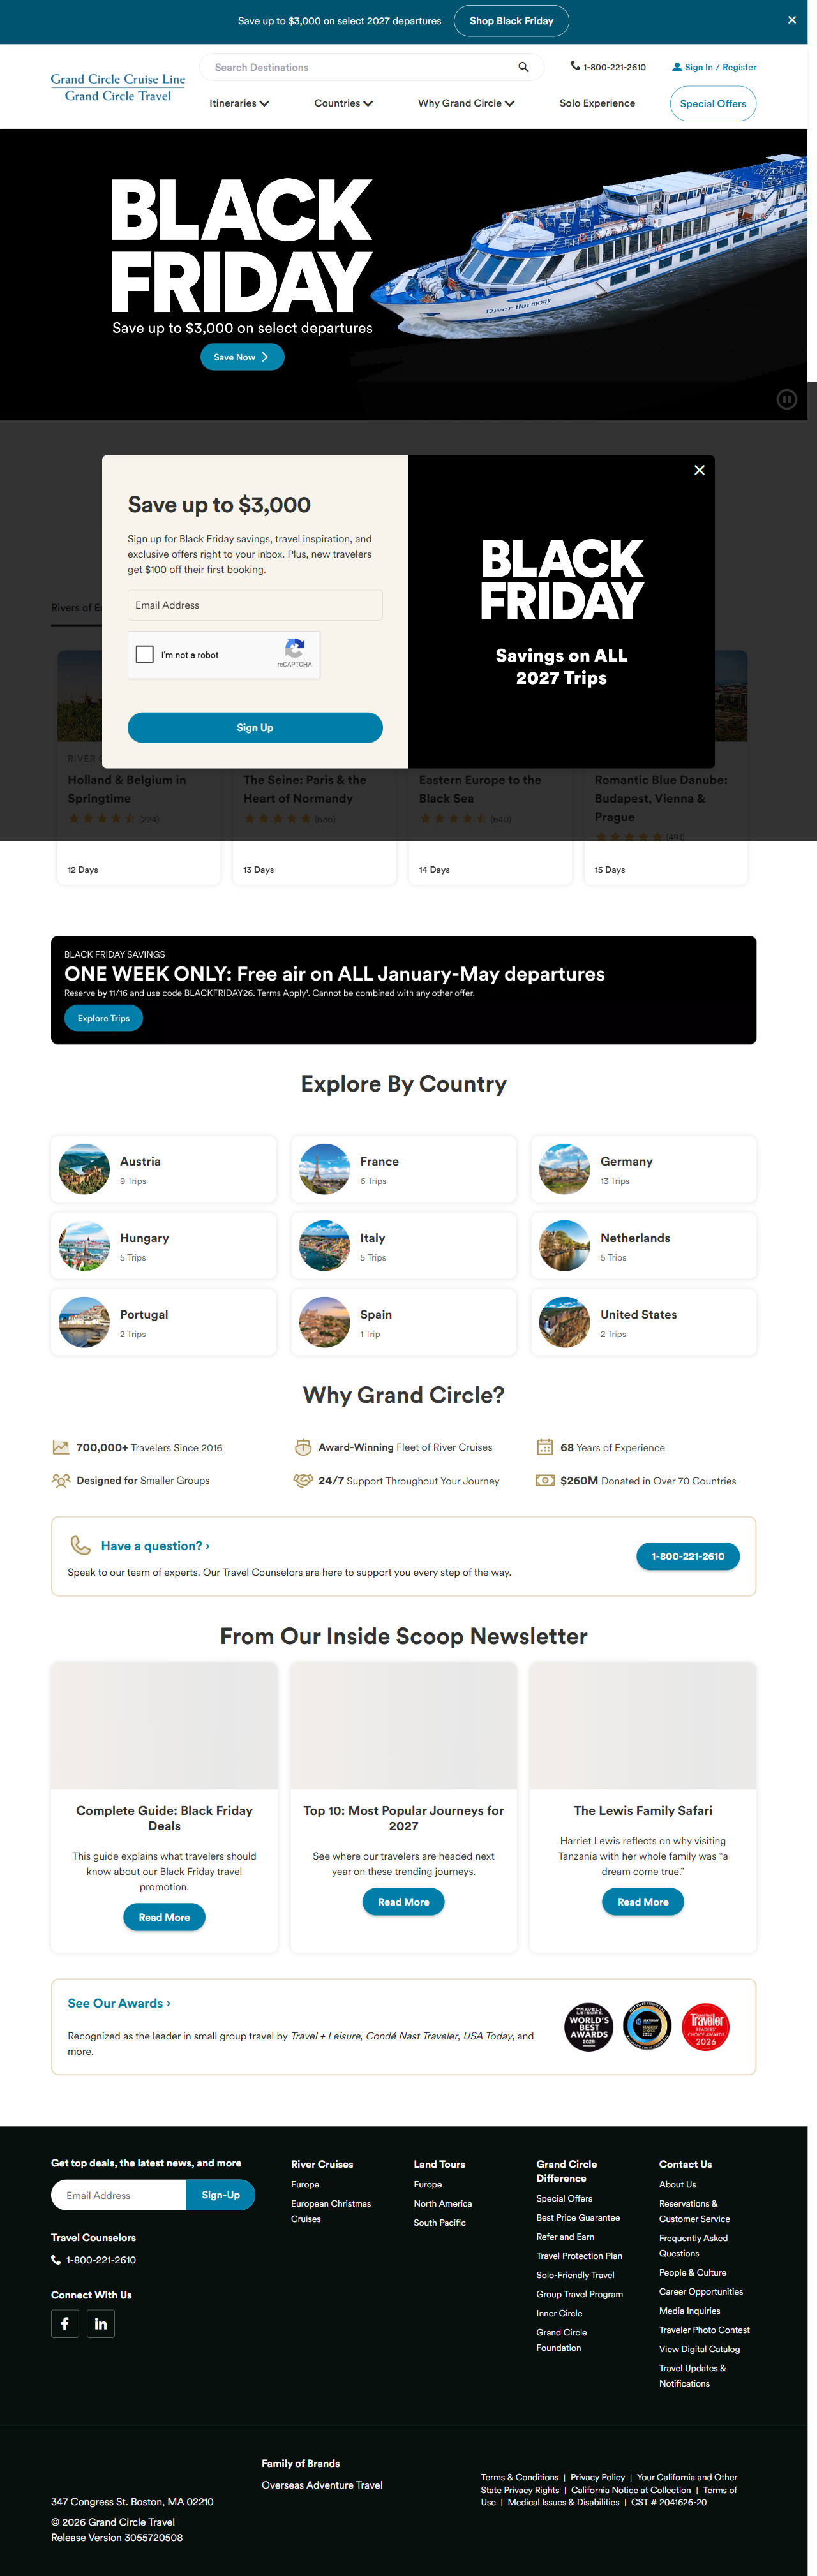 Save up to $3,000 on select 2027 departures
Shop Black Friday
Grand Circle Cruise Line
Grand Circle Travel
Search Destinations
1-800-221-2610
Sign In / Register
Itineraries
Countries
Why Grand Circle
Solo Experience
Special Offers
BLACK
FRIDAY
Save up to $3,000 on select departures
Save Now
River Harmony
Save up to $3,000
Sign up for Black Friday savings, travel inspiration, and
exclusive offers right to your inbox. Plus, new travelers
get $100 off their first booking.
Email Address
I'm not a robot
reCAPTCHA
Sign Up
BLACK
FRIDAY
Savings on ALL
2027 Trips
Rivers of
RIVER
Holland & Belgium in
Springtime
(224)
12 Days
The Seine: Paris & the
Heart of Normandy
(636)
13 Days
Eastern Europe to the
Black Sea
(640)
14 Days
Romantic Blue Danube:
Budapest, Vienna &
Prague
(491)
15 Days
BLACK FRIDAY SAVINGS
ONE WEEK ONLY: Free air on ALL January-May departures
Reserve by 11/16 and use code BLACKFRIDAY26. Terms Apply¹. Cannot be combined with any other offer.
Explore Trips
Explore By Country
Austria
9 Trips
France
6 Trips
Germany
13 Trips
Hungary
5 Trips
Italy
5 Trips
Netherlands
5 Trips
Portugal
2 Trips
Spain
1 Trip
United States
2 Trips
Why Grand Circle?
700,000+ Travelers Since 2016
Award-Winning Fleet of River Cruises
68 Years of Experience
Designed for Smaller Groups
24/7 Support Throughout Your Journey
$260M Donated in Over 70 Countries
Have a question? ›
Speak to our team of experts. Our Travel Counselors are here to support you every step of the way.
1-800-221-2610
From Our Inside Scoop Newsletter
Complete Guide: Black Friday
Deals
This guide explains what travelers should
know about our Black Friday travel
promotion.
Read More
Top 10: Most Popular Journeys for
2027
See where our travelers are headed next
year on these trending journeys.
Read More
The Lewis Family Safari
Harriet Lewis reflects on why visiting
Tanzania with her whole family was “a
dream come true.”
Read More
See Our Awards ›
Recognized as the leader in small group travel by Travel + Leisure, Condé Nast Traveler, USA Today, and
more.
TRAVEL+
LEISURE
WORLD'S
BEST
AWARDS
2026
Traveler
READERS'
CHOICE AWARDS
2026
Get top deals, the latest news, and more
Email Address
Sign-Up
Travel Counselors
1-800-221-2610
Connect With Us
River Cruises
Europe
European Christmas
Cruises
Land Tours
Europe
North America
South Pacific
Grand Circle
Difference
Special Offers
Best Price Guarantee
Refer and Earn
Travel Protection Plan
Solo-Friendly Travel
Group Travel Program
Inner Circle
Grand Circle
Foundation
Contact Us
About Us
Reservations &
Customer Service
Frequently Asked
Questions
People & Culture
Career Opportunities
Media Inquiries
Traveler Photo Contest
View Digital Catalog
Travel Updates &
Notifications
347 Congress St. Boston, MA 02210
© 2026 Grand Circle Travel
Release Version 3055720508
Family of Brands
Overseas Adventure Travel
Terms & Conditions | Privacy Policy | Your California and Other
State Privacy Rights | California Notice at Collection | Terms of
Use | Medical Issues & Disabilities | CST # 2041626-20